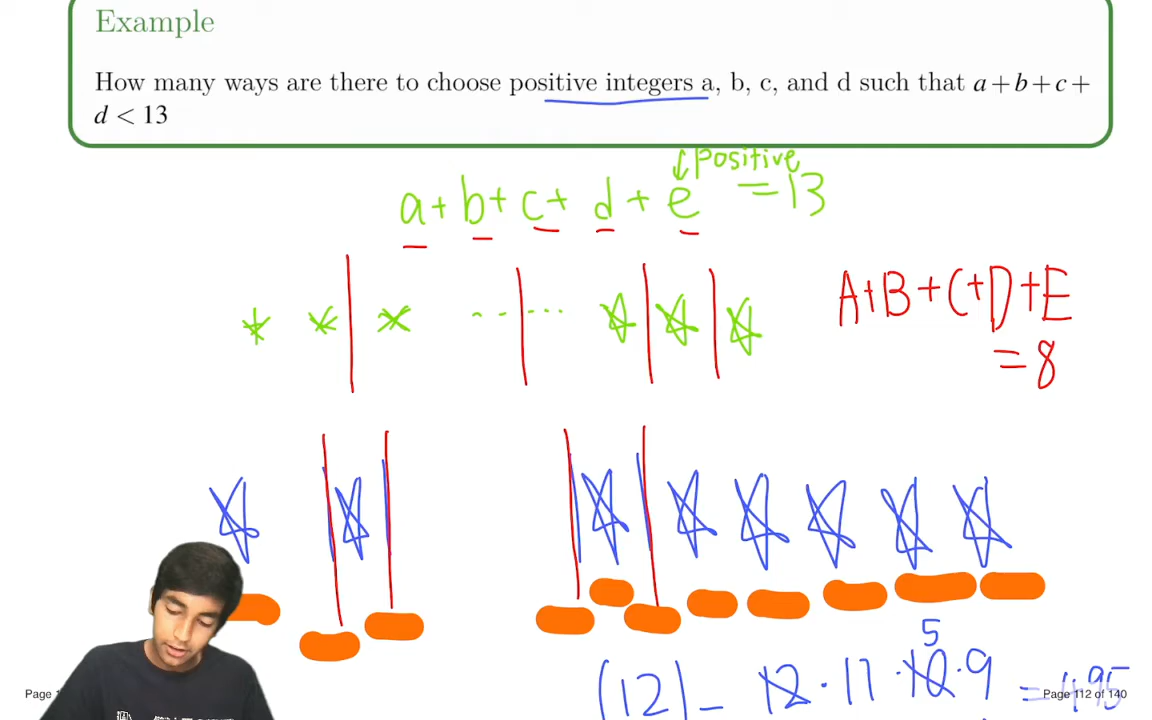 Example
How many ways are there to choose positive integers a, b, c, and d such that a+b+c+
d < 13
positive
a+ b+ c+ d + e = 13
A+B+C+D+E
= 8
5
(12) = 12·11·10·9 = 495
Page 112 of 140
Page